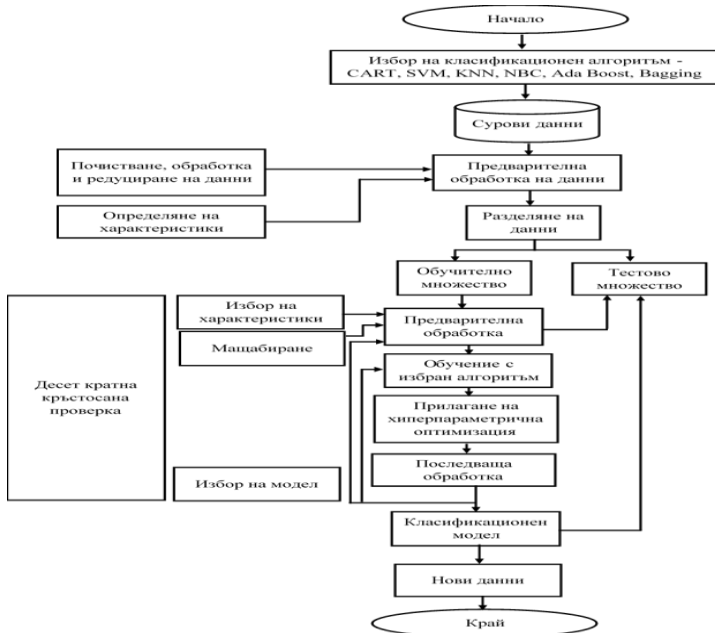 Начало
Избор на класификационен алгоритъм -
CART, SVM, KNN, NBC, Ada Boost, Bagging
Сурови данни
Почистване, обработка
и редуциране на данни
Предварителна
обработка на данни
Определяне на
характеристики
Разделяне на
данни
Обучително
множество
Тестово
множество
Избор на
характеристики
Предварителна
обработка
Мащабиране
Обучение с
избран алгоритъм
Десет кратна
кръстосана
проверка
Прилагане на
хиперпараметрична
оптимизация
Последваща
обработка
Избор на модел
Класификационен
модел
Нови данни
Край